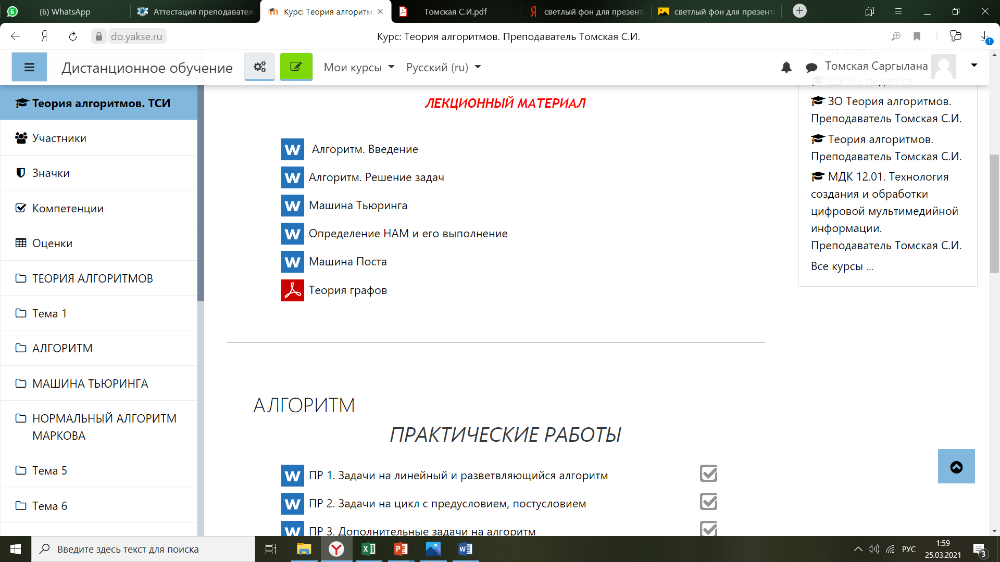 (6) WhatsApp
Аттестация преподавател
Курс: Теория алгоритм
Томская С.И.pdf
светлый фон для презента
светлый фон для презента
do.yakse.ru
Курс: Теория алгоритмов. Преподаватель Томская С.И.
1
Дистанционное обучение
Мои курсы
Русский (ru)
Томская Саргылана
Мои курсы
Школа педагога
Теория алгоритмов. ТСИ
Участники
Значки
Компетенции
Оценки
ТЕОРИЯ АЛГОРИТМОВ
Тема 1
АЛГОРИТМ
МАШИНА ТЬЮРИНГА
НОРМАЛЬНЫЙ АЛГОРИТМ
МАРКОВА
Тема 5
Тема 6
ЛЕКЦИОННЫЙ МАТЕРИАЛ
Алгоритм. Введение
Алгоритм. Решение задач
Машина Тьюринга
Определение НАМ и его выполнение
Машина Поста
Теория графов
АЛГОРИТМ
ПРАКТИЧЕСКИЕ РАБОТЫ
ПР 1. Задачи на линейный и разветвляющийся алгоритм
ПР 2. Задачи на цикл с предусловием, постусловием
ПР 3. Дополнительные задачи на алгоритм
ЗО Теория алгоритмов.
Преподаватель Томская С.И.
Теория алгоритмов.
Преподаватель Томская С.И.
МДК 12.01. Технология
создания и обработки
цифровой мультимедийной
информации.
Преподаватель Томская С.И.
Все курсы ...
Введите здесь текст для поиска
РУС
1:59
25.03.2021
3